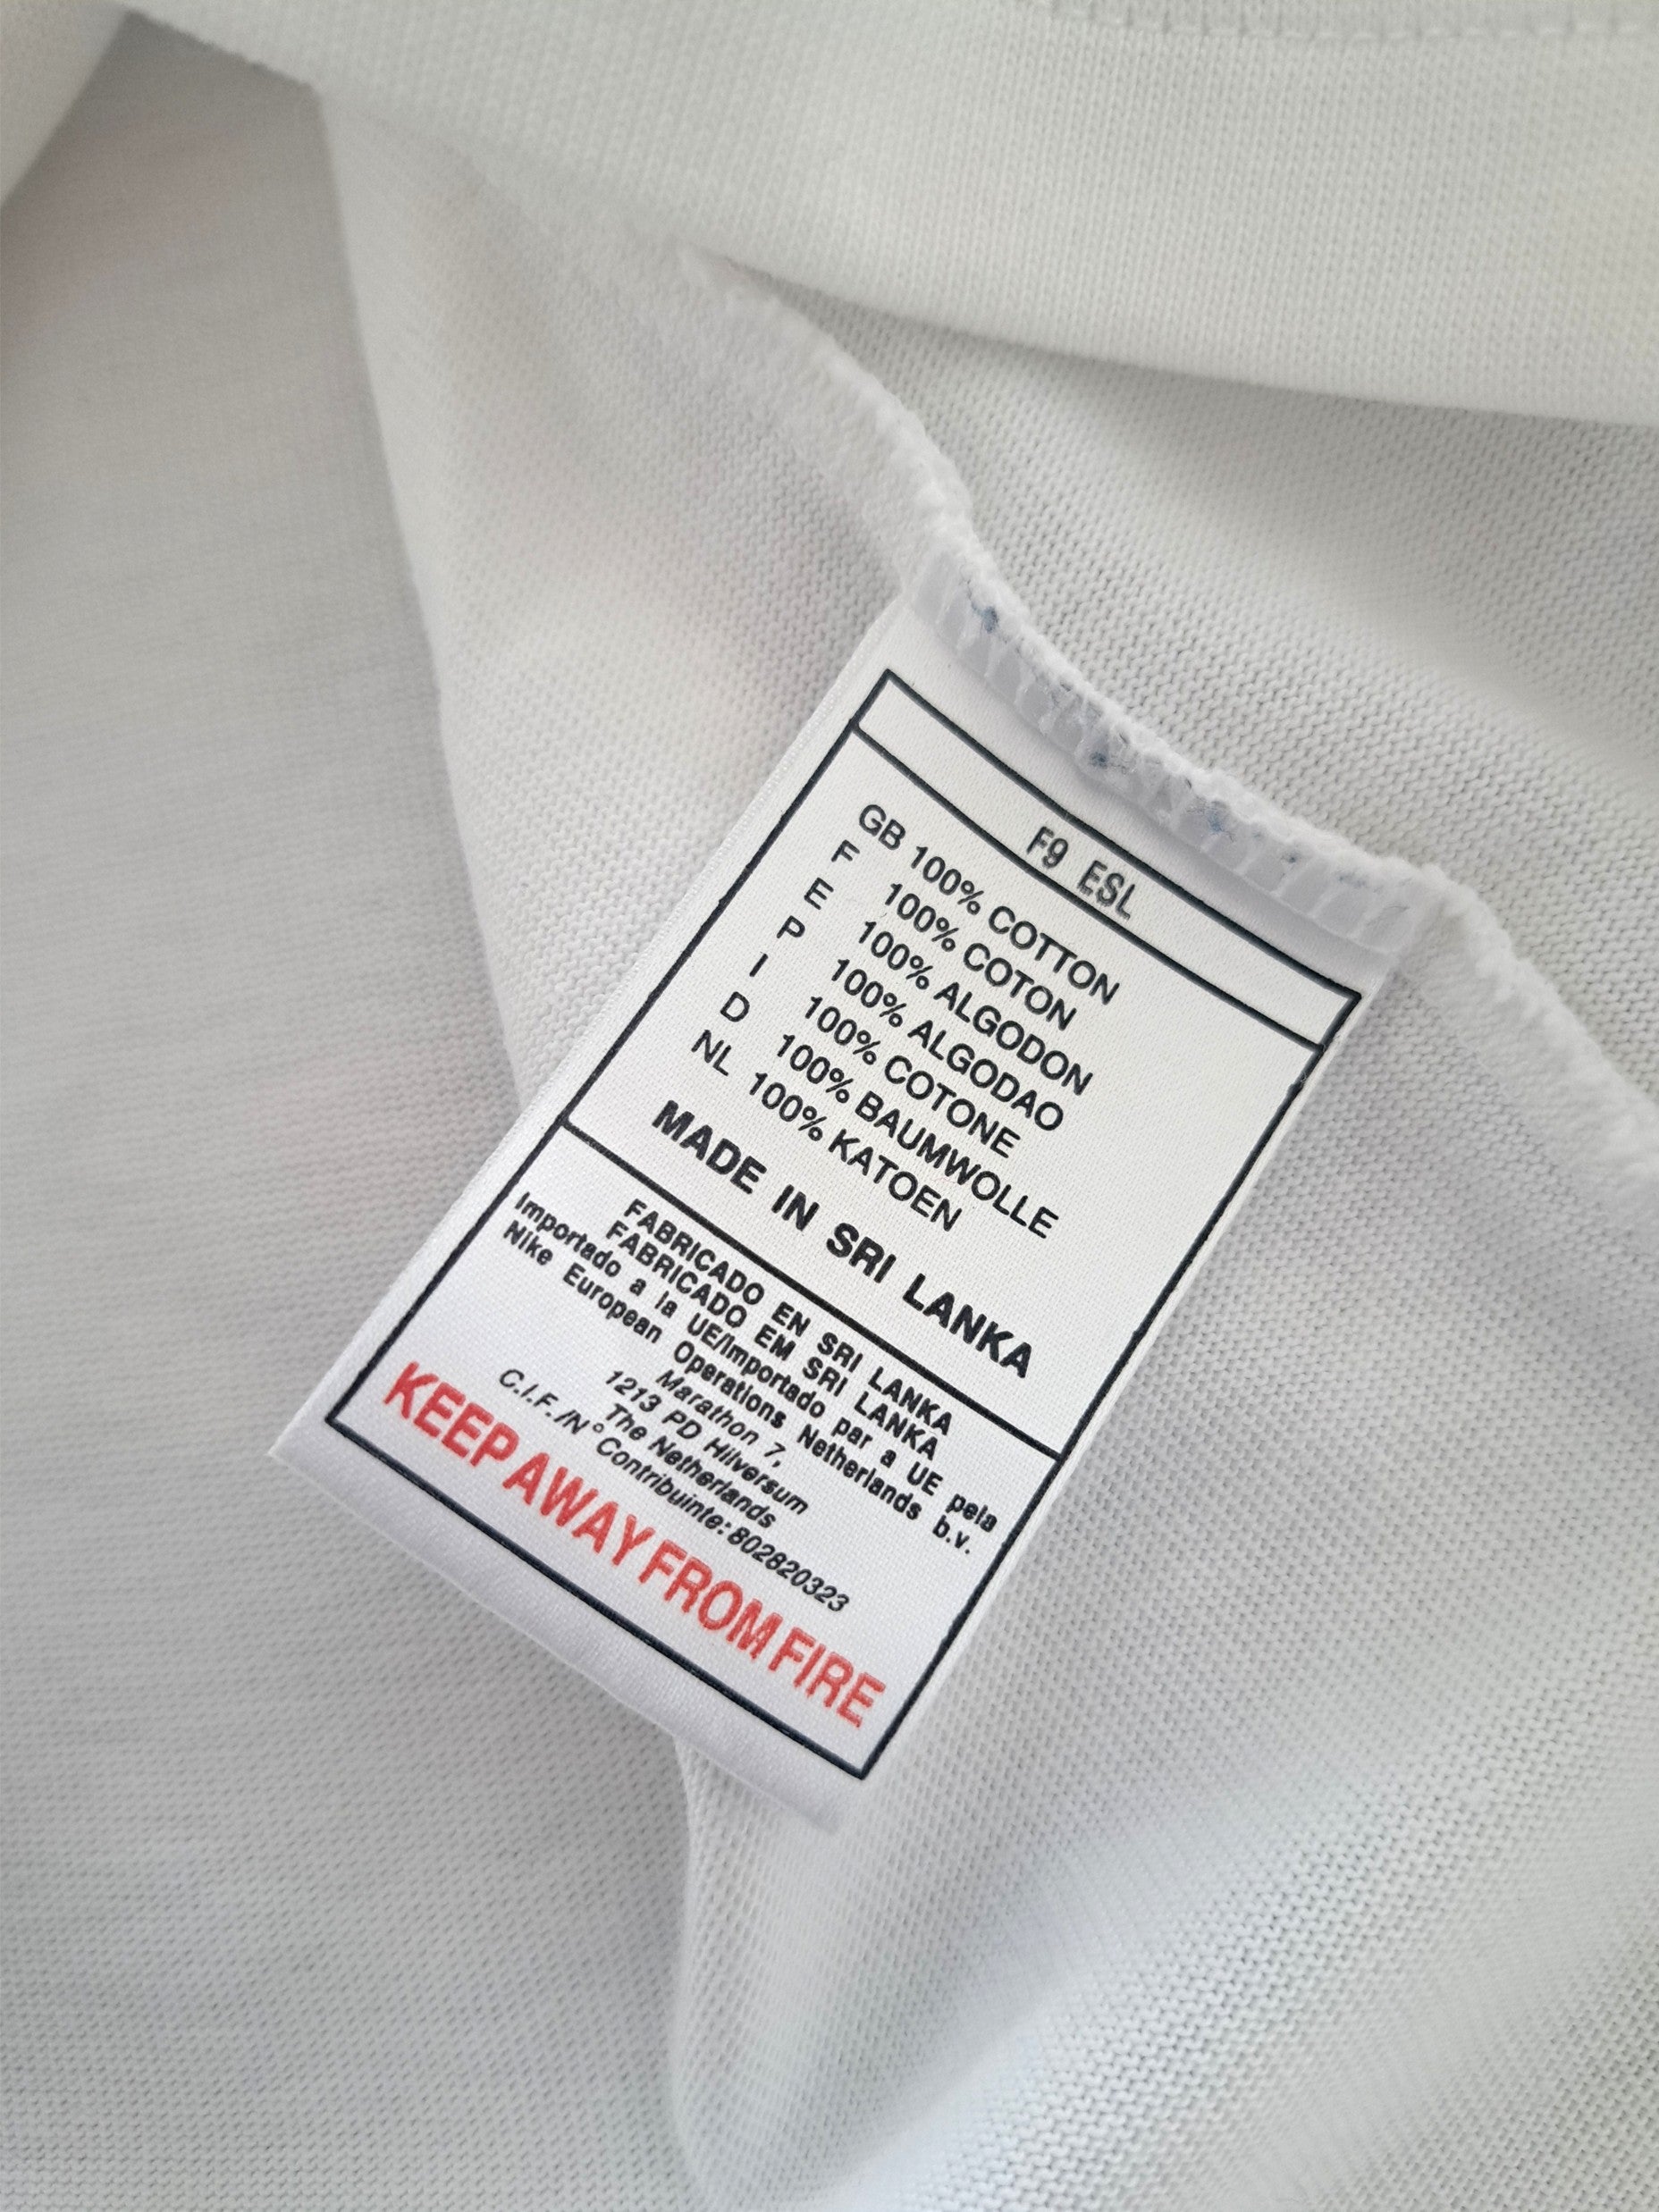 F9 ESL
GB 100% COTTON
F 100% COTON
E 100% ALGODON
P 100% ALGODAO
I 100% COTONE
D 100% BAUMWOLLE
NL 100% KATOEN
MADE IN SRI LANKA
FABRICADO EN SRI LANKA
FABRICADO EM SRI LANKA
Importado a la UE/Importado par a UE pela
Nike European Operations Netherlands b.v.
Marathon 7,
1213 PD Hilversum
The Netherlands
C.I.F./N° Contribuinte: 802820323
KEEP AWAY FROM FIRE